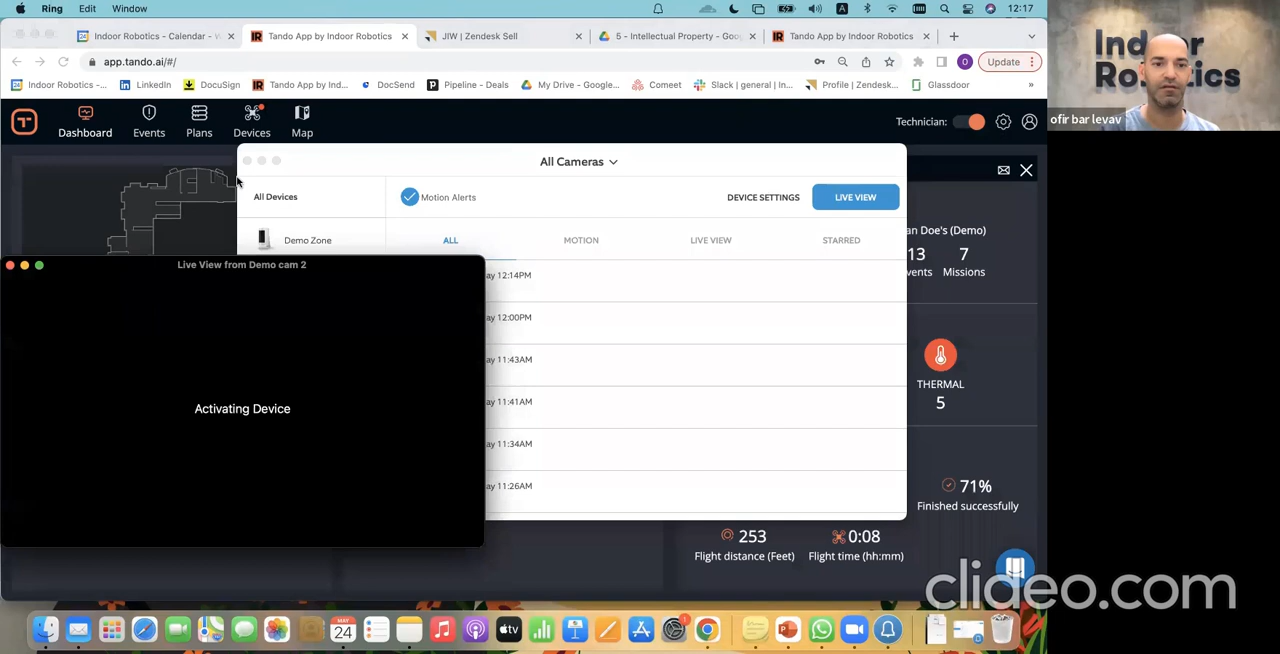 Ring Edit Window 12:17
Indoor Robotics - Calendar - W
Tando App by Indoor Robotics
JIW | Zendesk Sell
5 - Intellectual Property - Goog
Tando App by Indoor Robotics
app.tando.ai/#/
Update
Indoor Robotics -...
LinkedIn
DocuSign
Tando App by Ind...
DocSend
Pipeline - Deals
My Drive - Google...
Comeet
Slack | general | In...
Profile | Zendesk...
Glassdoor
»
Dashboard
Events
Plans
Devices
Map
Technician:
All Cameras
All Devices
Motion Alerts
DEVICE SETTINGS
LIVE VIEW
Demo Zone
ALL
MOTION
LIVE VIEW
STARRED
Live View from Demo cam 2
Activating Device
ay 12:14PM
ay 12:00PM
ay 11:43AM
ay 11:41AM
ay 11:34AM
ay 11:26AM
an Doe's (Demo)
13 7
vents Missions
THERMAL
5
71%
Finished successfully
253 0:08
Flight distance (Feet) Flight time (hh:mm)
MAY
24
tv
Indoor
Robotics
ofir bar levav
clideo.com